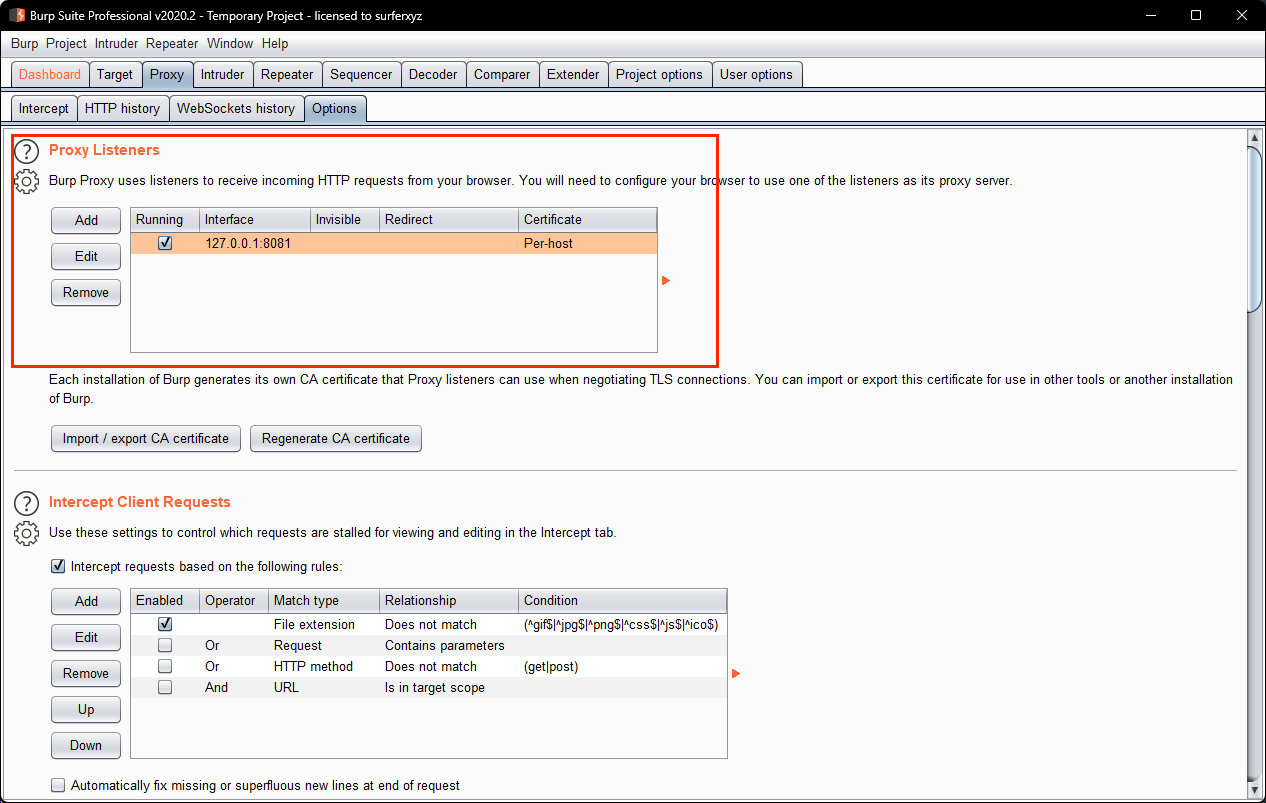 Burp Suite Professional v2020.2 - Temporary Project - licensed to surferxyz
Burp Project Intruder Repeater Window Help
Dashboard Target Proxy Intruder Repeater Sequencer Decoder Comparer Extender Project options User options
Intercept HTTP history WebSockets history Options
Proxy Listeners
Burp Proxy uses listeners to receive incoming HTTP requests from your browser. You will need to configure your browser to use one of the listeners as its proxy server.
Add Running Interface Invisible Redirect Certificate
127.0.0.1:8081 Per-host
Edit
Remove
Each installation of Burp generates its own CA certificate that Proxy listeners can use when negotiating TLS connections. You can import or export this certificate for use in other tools or another installation
of Burp.
Import / export CA certificate Regenerate CA certificate
Intercept Client Requests
Use these settings to control which requests are stalled for viewing and editing in the Intercept tab.
Intercept requests based on the following rules:
Add Enabled Operator Match type Relationship Condition
File extension Does not match (^gif$|^jpg$|^png$|^css$|^js$|^ico$)
Edit Or Request Contains parameters
Or HTTP method Does not match (get|post)
Remove And URL Is in target scope
Up
Down
Automatically fix missing or superfluous new lines at end of request